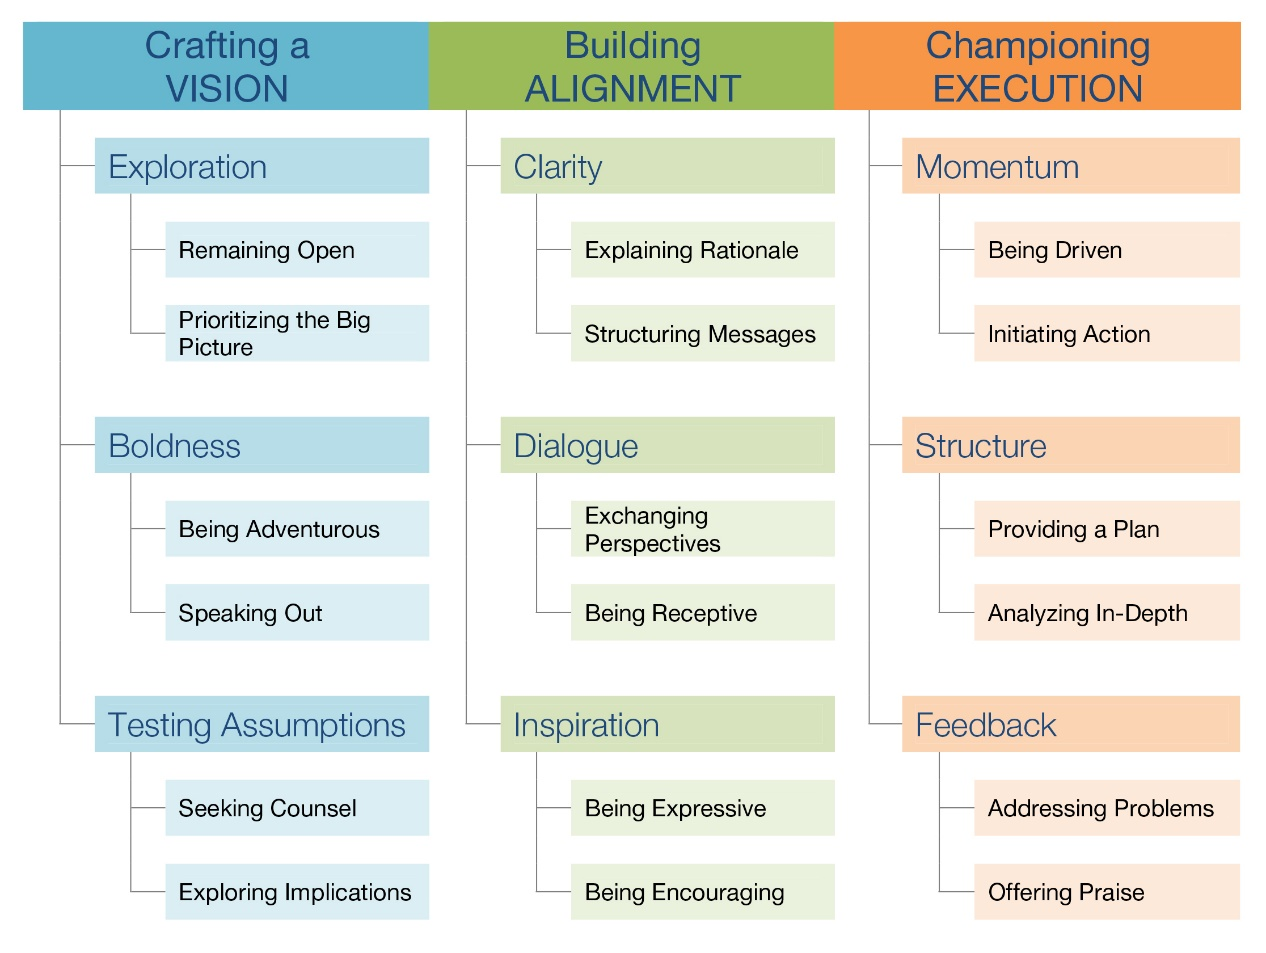 Crafting a
VISION
Exploration
Remaining Open
Prioritizing the Big
Picture
Boldness
Being Adventurous
Speaking Out
Testing Assumptions
Seeking Counsel
Exploring Implications
Building
ALIGNMENT
Clarity
Explaining Rationale
Structuring Messages
Dialogue
Exchanging
Perspectives
Being Receptive
Inspiration
Being Expressive
Being Encouraging
Championing
EXECUTION
Momentum
Being Driven
Initiating Action
Structure
Providing a Plan
Analyzing In-Depth
Feedback
Addressing Problems
Offering Praise